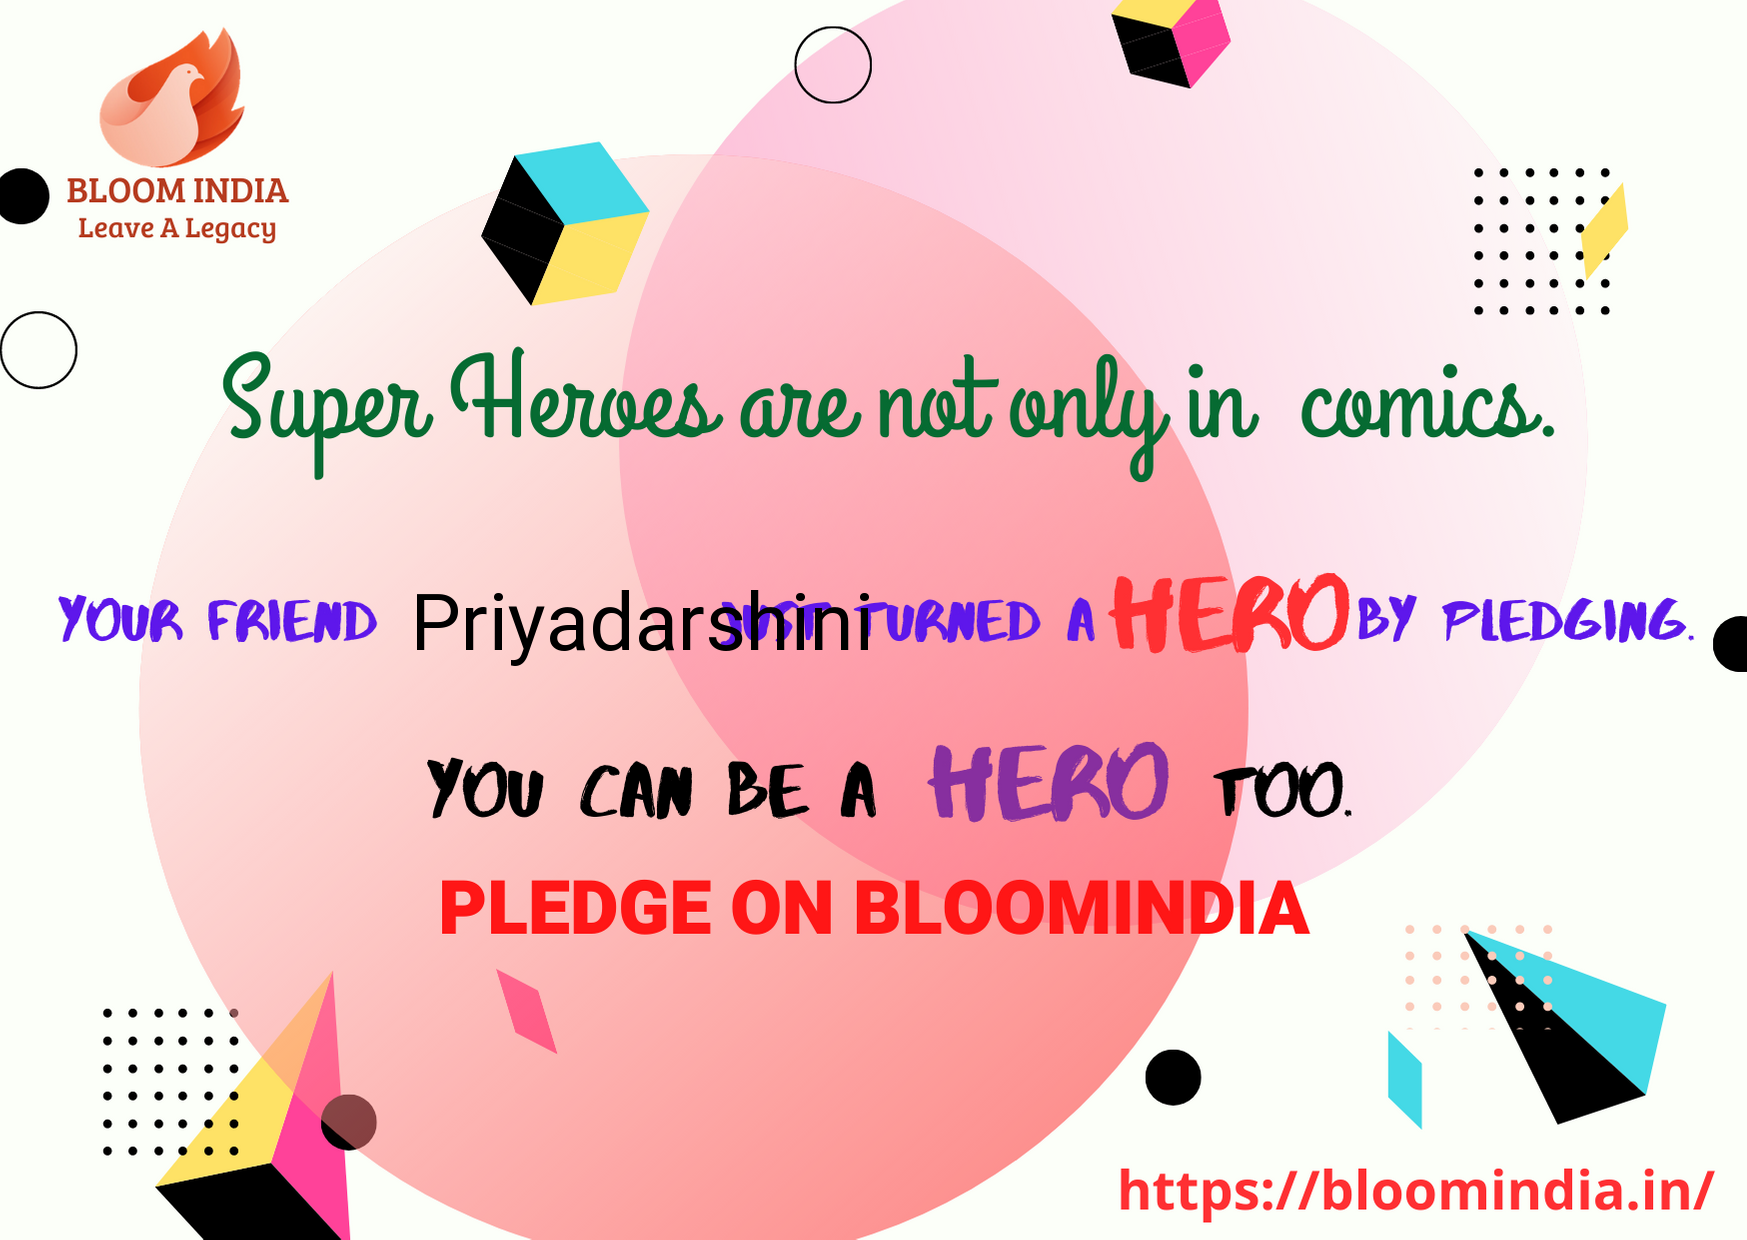 BLOOM INDIA
Leave A Legacy
Super Heroes are not only in comics.
YOUR FRIEND Priyadarshini JUST TURNED A HERO BY PLEDGING.
YOU CAN BE A HERO TOO.
PLEDGE ON BLOOMINDIA
https://bloomindia.in/